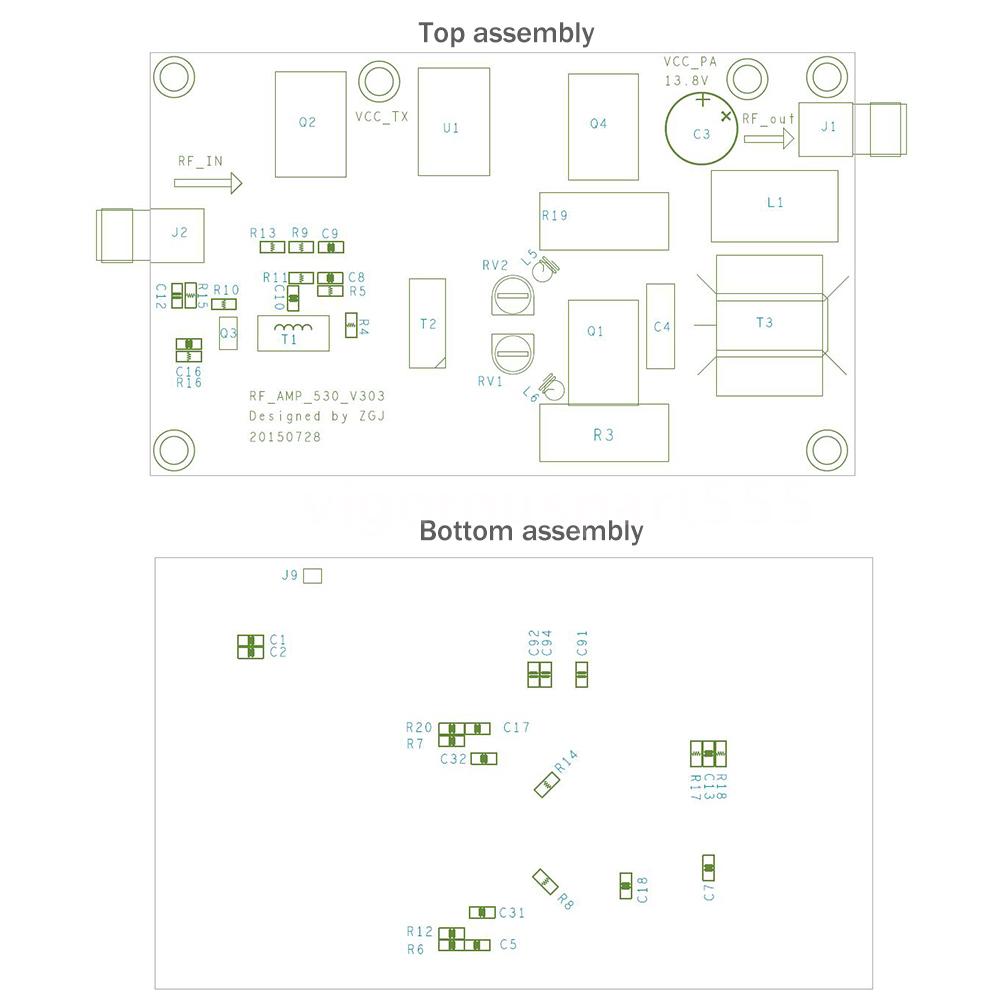 Top assembly
VCC_PA
13.8V
Q2
VCC_TX
U1
Q4
C3
RF_out
J1
RF_IN
J2
R19
L1
R13
R9
C9
RV2
L5
R11
C8
C12
R15
R10
C10
R5
Q3
T1
R4
T2
Q1
C4
T3
C16
R16
RV1
L6
RF_AMP_530_V303
Designed by ZGJ
20150728
R3
Bottom assembly
J9
C1
C2
C92
C94
C91
R20
C17
R7
C32
R14
R17
C13
R18
R8
C18
C7
C31
R12
R6
C5